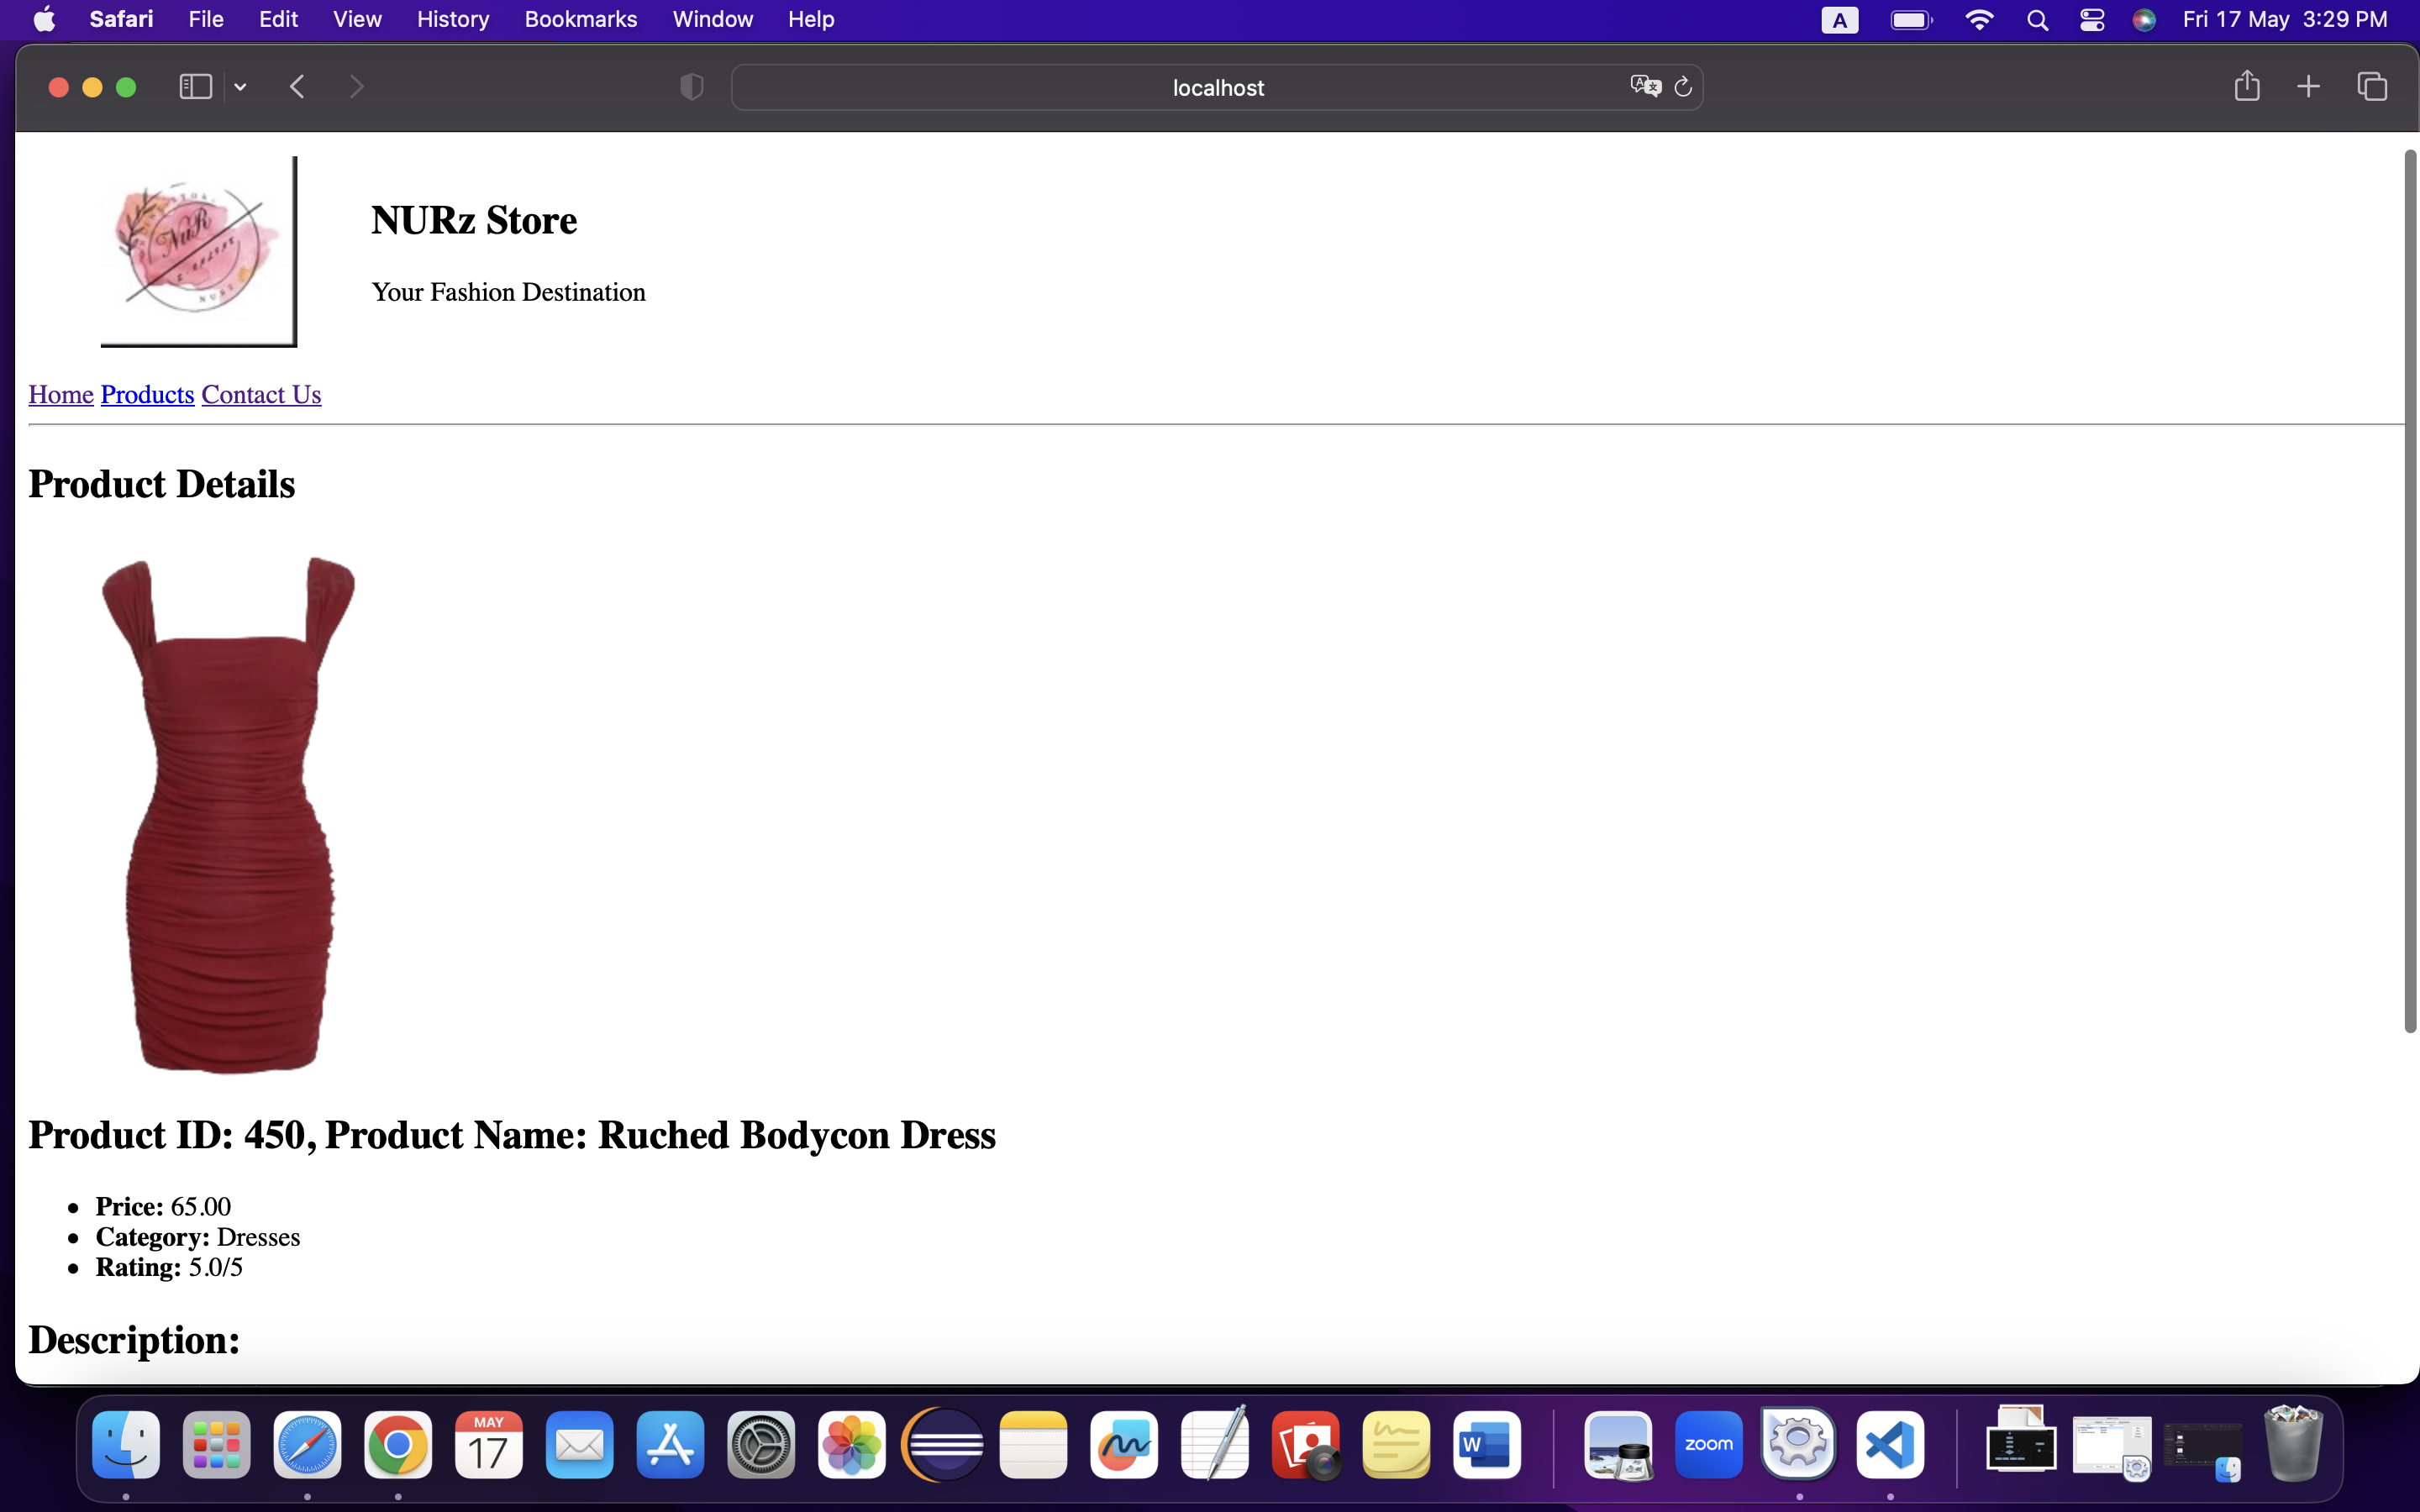 Safari File Edit View History Bookmarks Window Help A Fri 17 May 3:29 PM
localhost
NuR
NURz Store
Your Fashion Destination
Home Products Contact Us
Product Details
Product ID: 450, Product Name: Ruched Bodycon Dress
Price: 65.00
Category: Dresses
Rating: 5.0/5
Description:
MAY
17
W
zoom